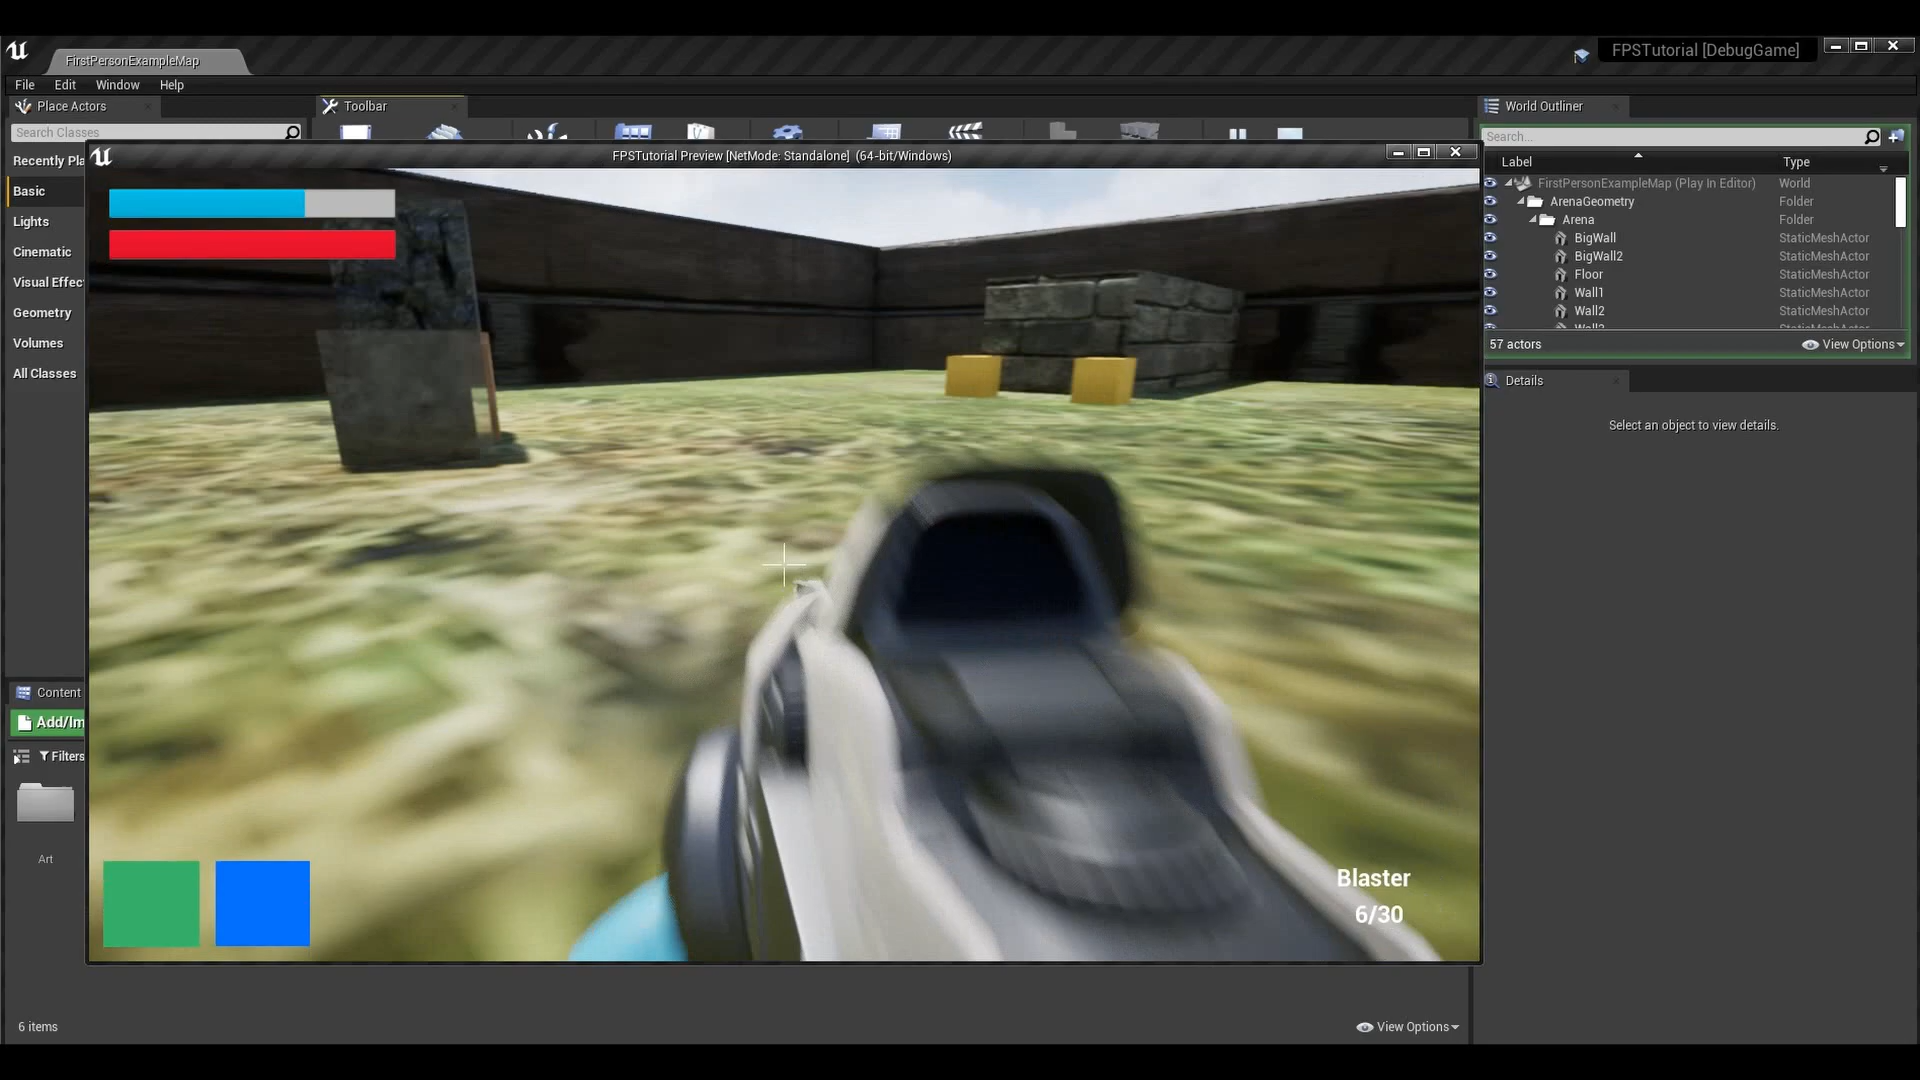 FirstPersonExampleMap
FPSTutorial [DebugGame]
File Edit Window Help
Place Actors
Toolbar
World Outliner
Search Classes
Search...
Recently Pla
FPSTutorial Preview [NetMode: Standalone] (64-bit/Windows)
Label Type
FirstPersonExampleMap (Play In Editor) World
Basic
ArenaGeometry Folder
Lights
Arena Folder
BigWall StaticMeshActor
Cinematic
BigWall2 StaticMeshActor
Visual Effec
Floor StaticMeshActor
Wall1 StaticMeshActor
Geometry
Wall2 StaticMeshActor
Volumes
57 actors
View Options
All Classes
Details
Select an object to view details.
Content
Add/Im
Filters
Art
Blaster
6/30
6 items
View Options